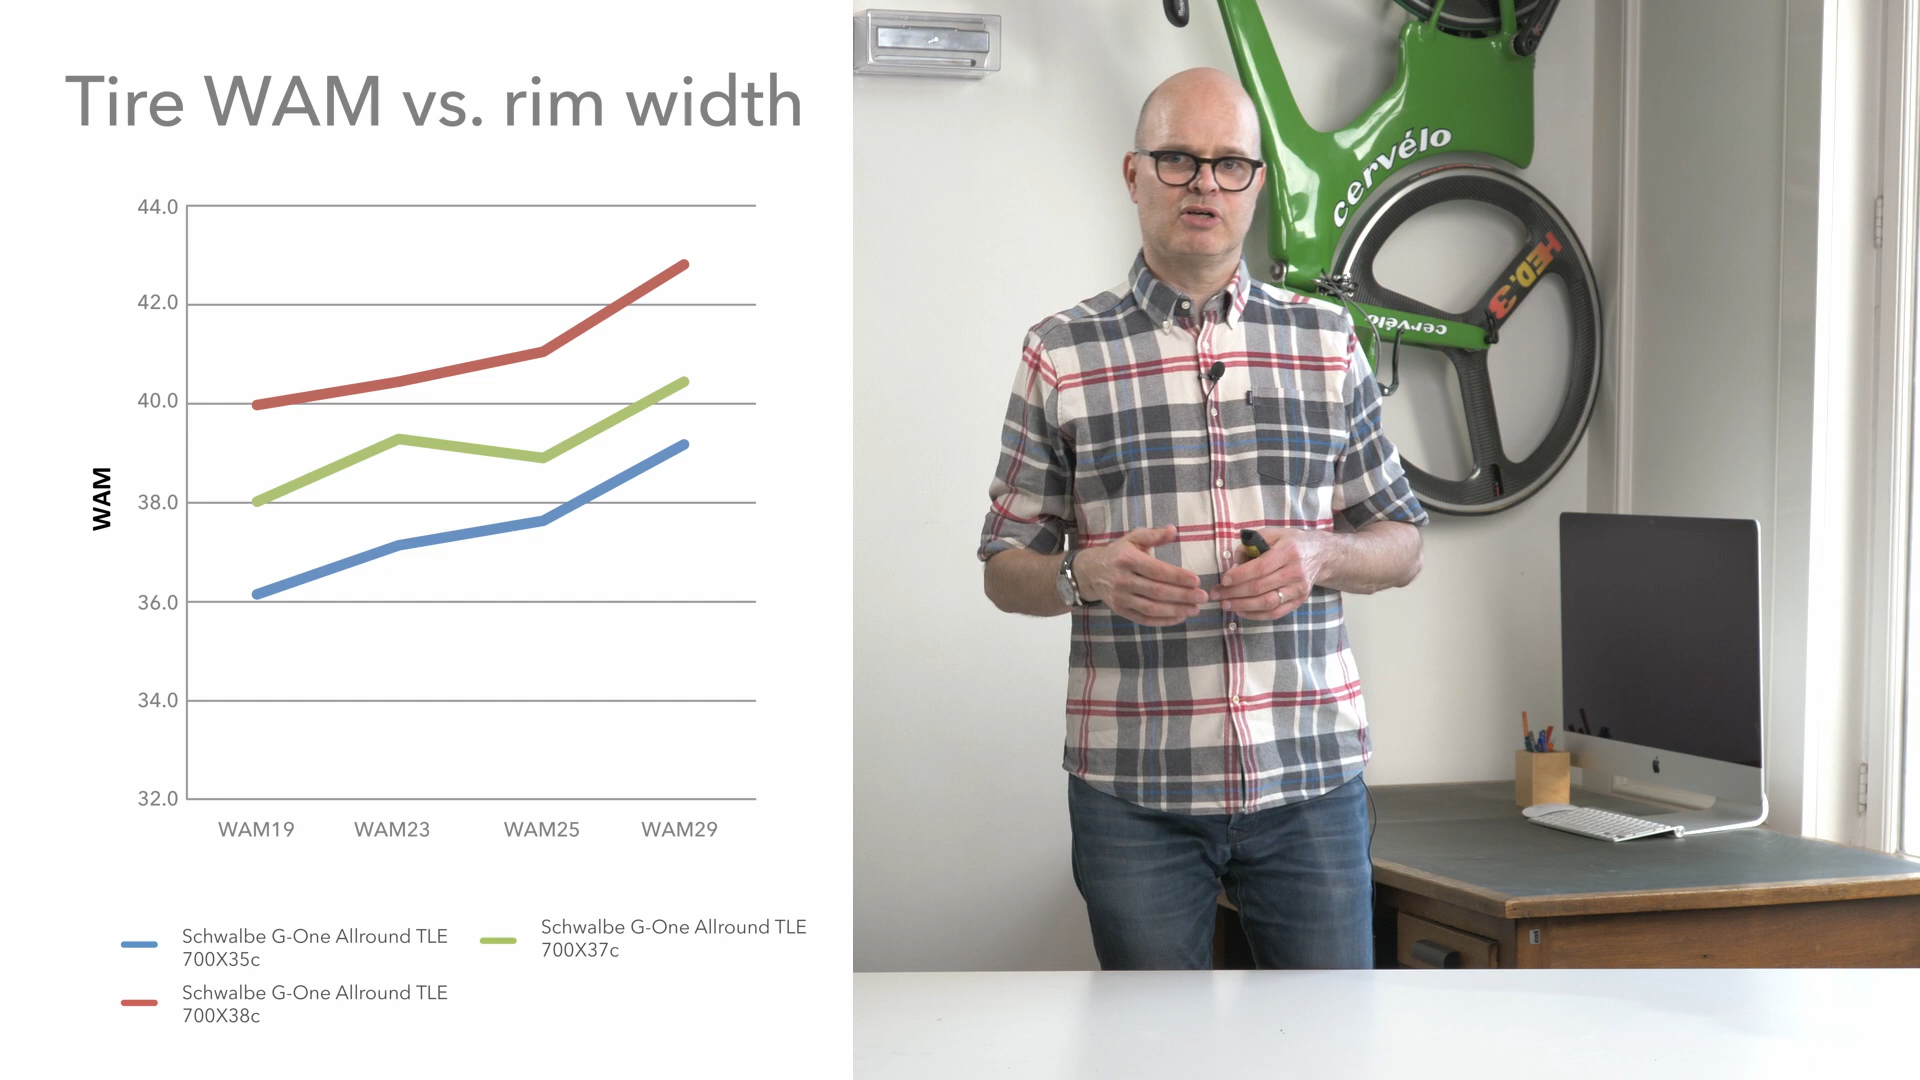 Tire WAM vs. rim width
44.0
42.0
40.0
38.0
36.0
34.0
32.0
WAM
WAM19 WAM23 WAM25 WAM29
Schwalbe G-One Allround TLE
700X35c
Schwalbe G-One Allround TLE
700X37c
Schwalbe G-One Allround TLE
700X38c
cervélo
HED.3
cervélo